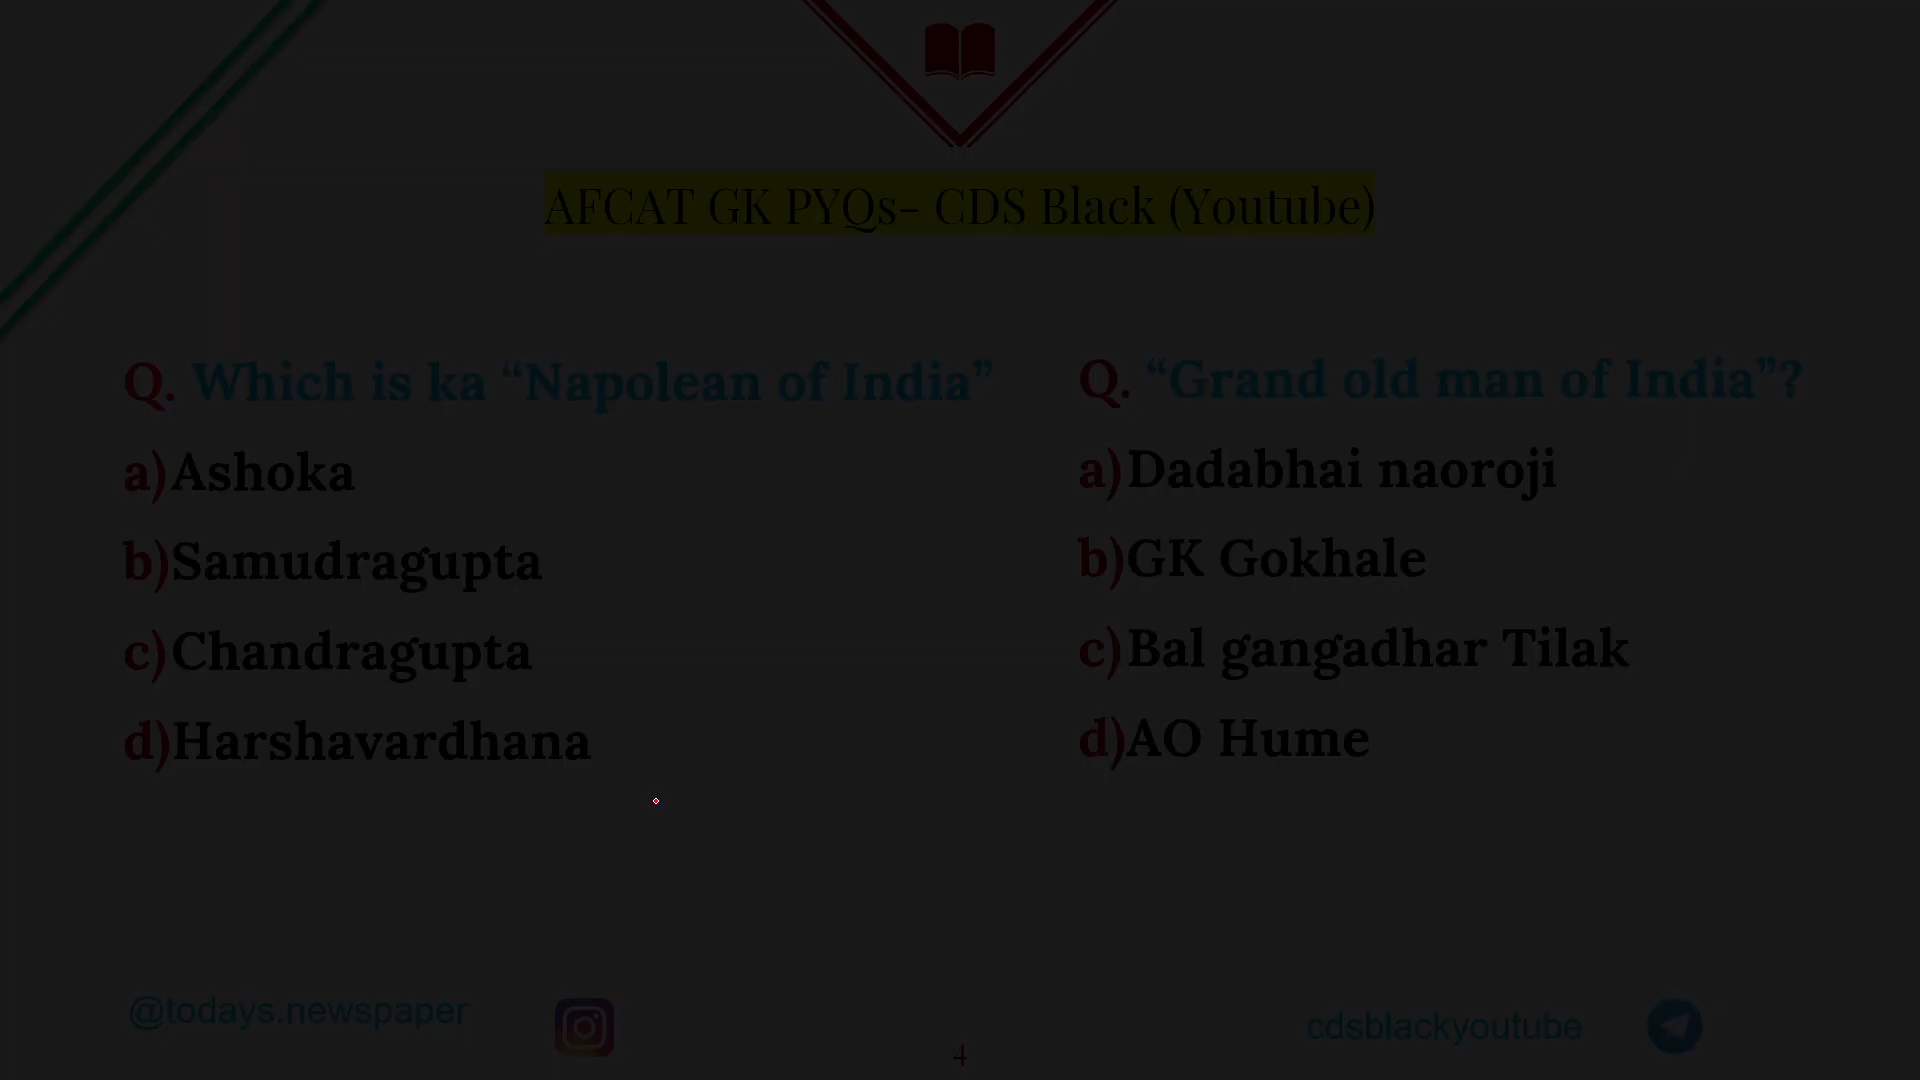 AFCAT GK PYQs- CDS Black (Youtube)
Q. Which is ka “Napolean of India”
a)Ashoka
b)Samudragupta
c)Chandragupta
d)Harshavardhana
Q. “Grand old man of India”?
a)Dadabhai naoroji
b)GK Gokhale
c)Bal gangadhar Tilak
d)AO Hume
@todays.newspaper
cdsblackyoutube
4